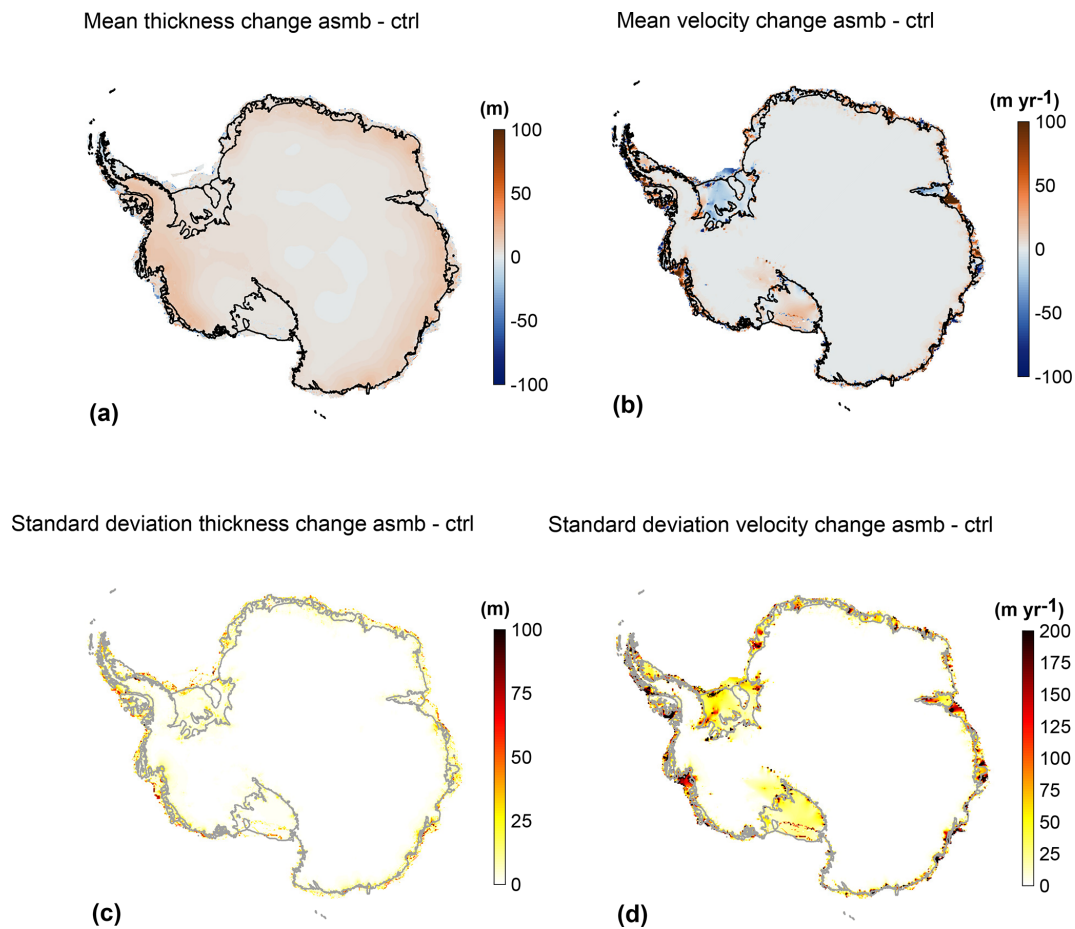 Mean thickness change asmb - ctrl
(m)
100
50
0
-50
-100
(a)
Mean velocity change asmb - ctrl
(m yr-1)
100
50
0
-50
-100
(b)
Standard deviation thickness change asmb - ctrl
(m)
100
75
50
25
0
(c)
Standard deviation velocity change asmb - ctrl
(m yr-1)
200
175
150
125
100
75
50
25
0
(d)